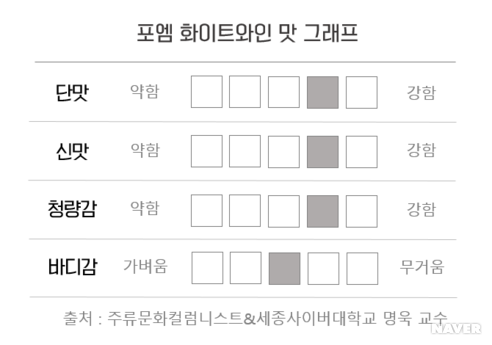 포엠 화이트와인 맛 그래프
단맛 약함 강함
신맛 약함 강함
청량감 약함 강함
바디감 가벼움 무거움
출처 : 주류문화컬럼니스트&세종사이버대학교 명욱 교수
NAVER